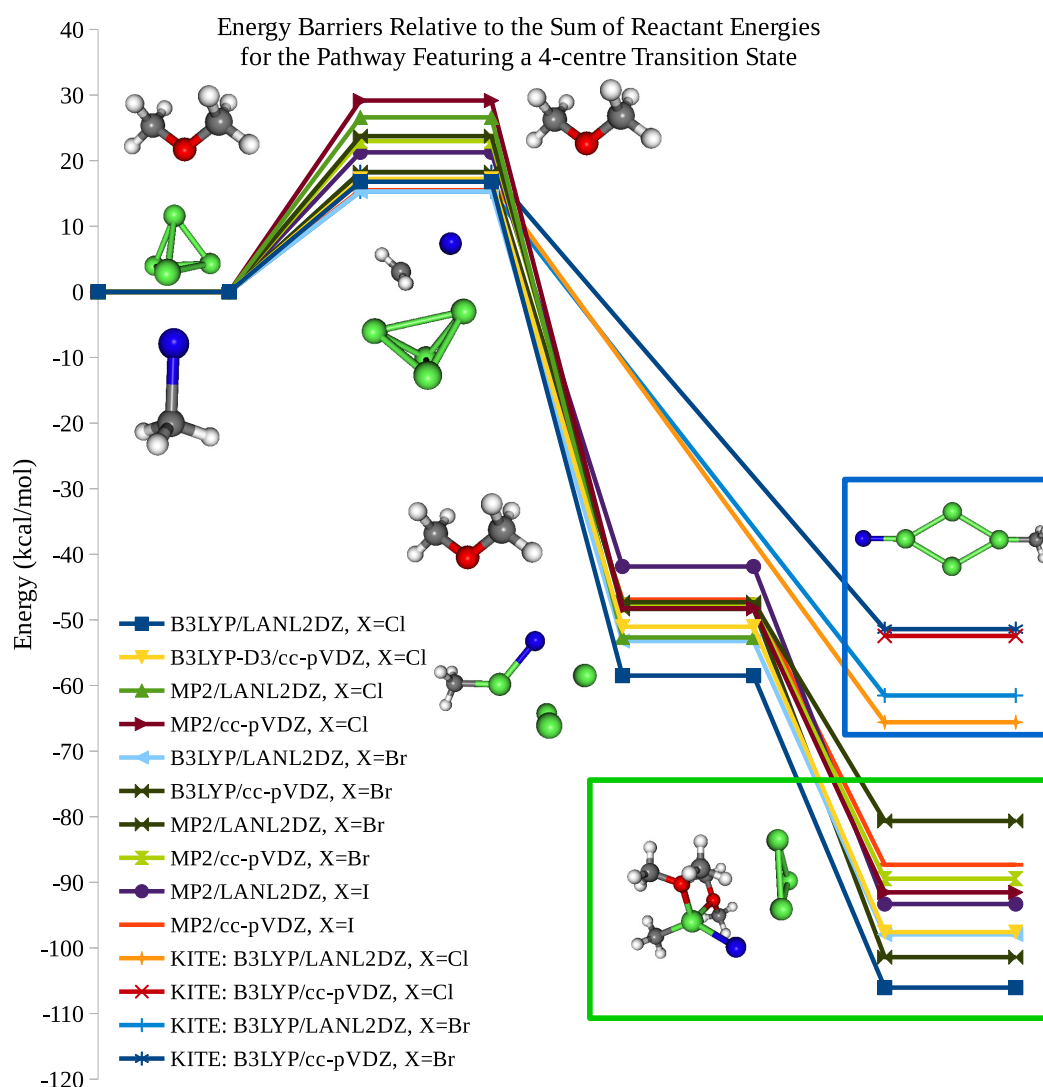 Energy Barriers Relative to the Sum of Reactant Energies
for the Pathway Featuring a 4-centre Transition State
Energy (kcal/mol)
40
30
20
10
0
-10
-20
-30
-40
-50
-60
-70
-80
-90
-100
-110
-120
B3LYP/LANL2DZ, X=Cl
B3LYP-D3/cc-pVDZ, X=Cl
MP2/LANL2DZ, X=Cl
MP2/cc-pVDZ, X=Cl
B3LYP/LANL2DZ, X=Br
B3LYP/cc-pVDZ, X=Br
MP2/LANL2DZ, X=Br
MP2/cc-pVDZ, X=Br
MP2/LANL2DZ, X=I
MP2/cc-pVDZ, X=I
KITE: B3LYP/LANL2DZ, X=Cl
KITE: B3LYP/cc-pVDZ, X=Cl
KITE: B3LYP/LANL2DZ, X=Br
KITE: B3LYP/cc-pVDZ, X=Br